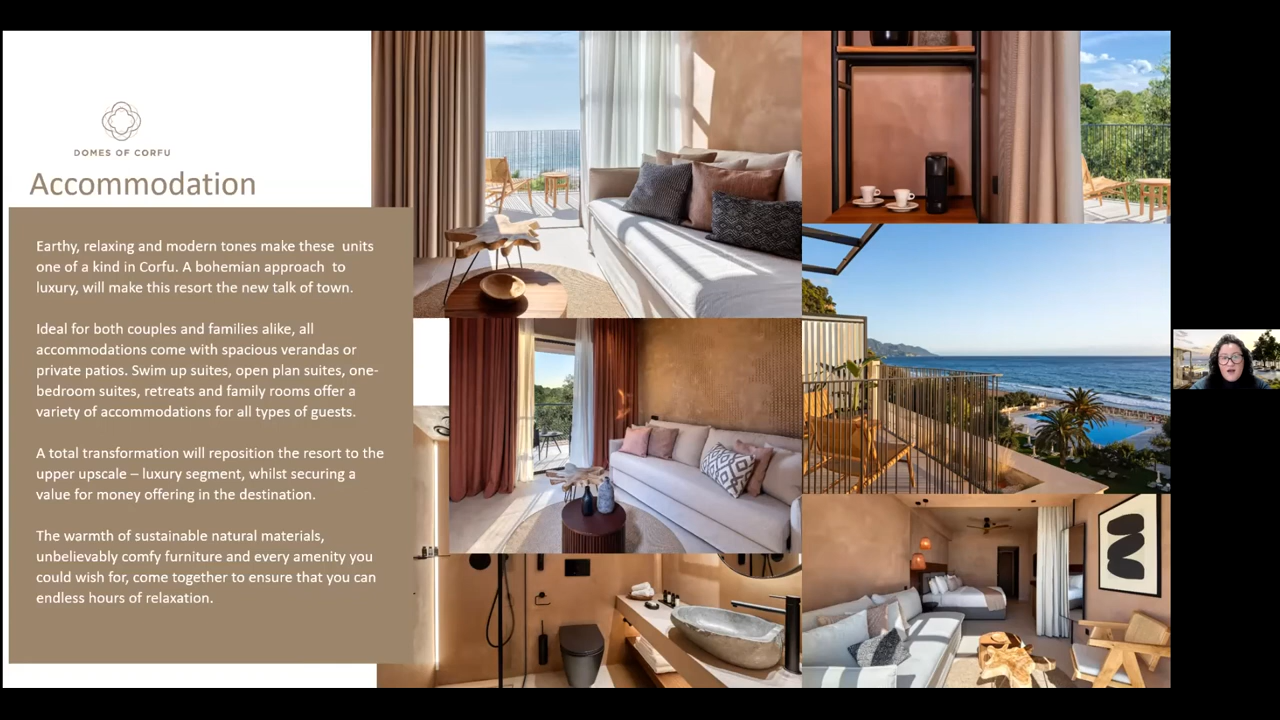 DOMES OF CORFU
Accommodation
Earthy, relaxing and modern tones make these units
one of a kind in Corfu. A bohemian approach to
luxury, will make this resort the new talk of town.
Ideal for both couples and families alike, all
accommodations come with spacious verandas or
private patios. Swim up suites, open plan suites, one-
bedroom suites, retreats and family rooms offer a
variety of accommodations for all types of guests.
A total transformation will reposition the resort to the
upper upscale – luxury segment, whilst securing a
value for money offering in the destination.
The warmth of sustainable natural materials,
unbelievably comfy furniture and every amenity you
could wish for, come together to ensure that you can
endless hours of relaxation.